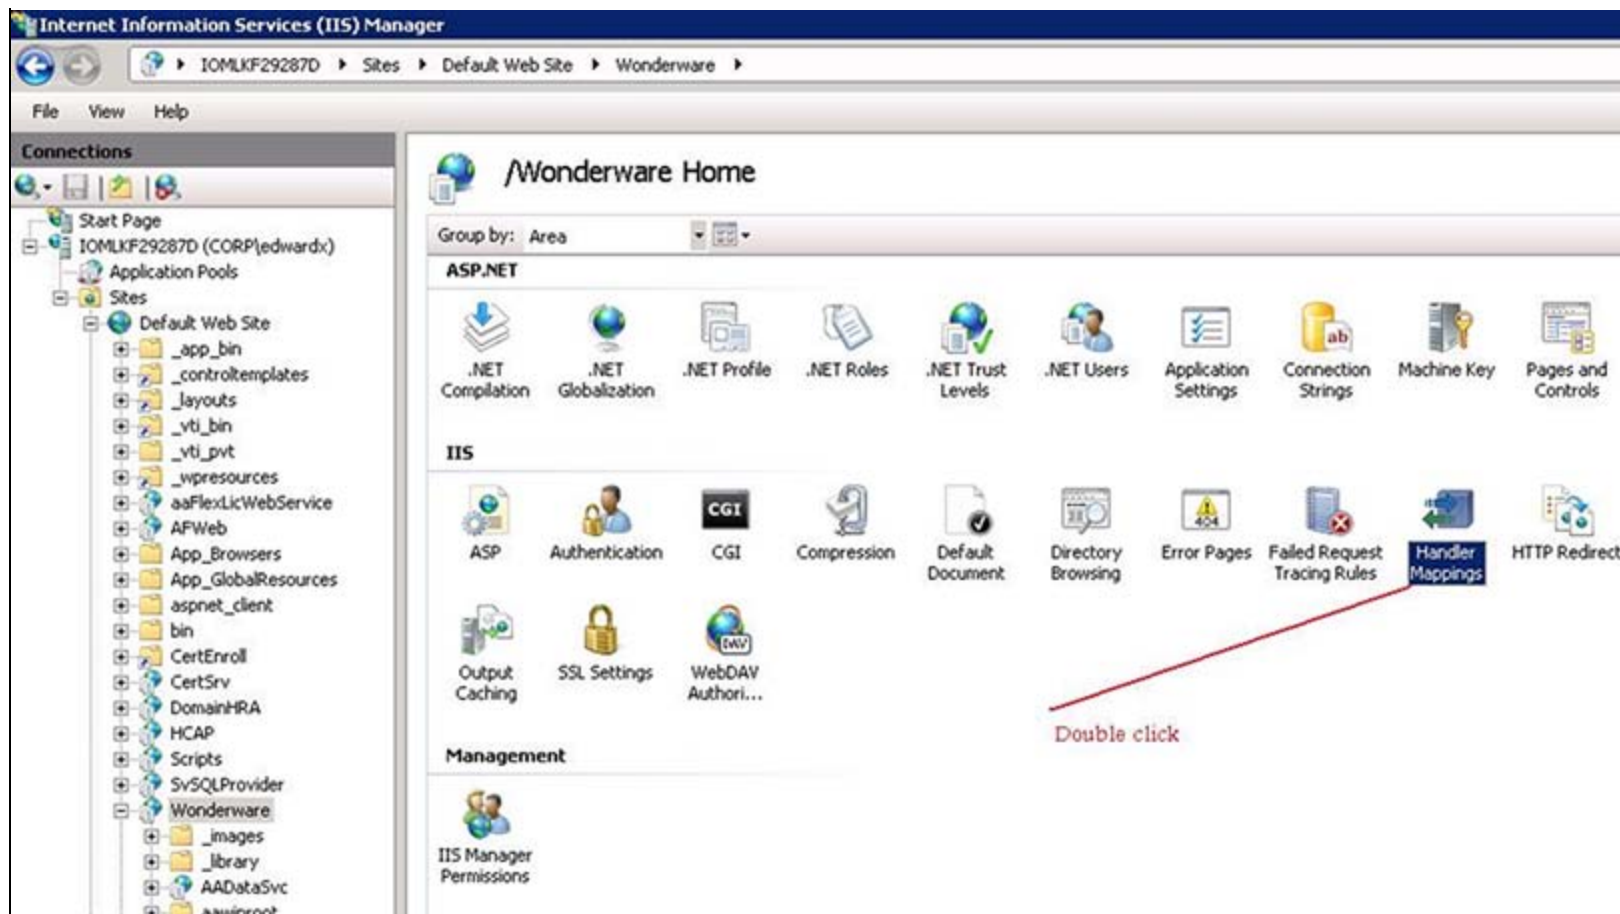 Internet Information Services (IIS) Manager
IOMLKF29287D Sites Default Web Site Wonderware
File View Help
Connections
Start Page
IOMLKF29287D (CORP\edwardx)
Application Pools
Sites
Default Web Site
_app_bin
_controltemplates
_layouts
_vti_bin
_vti_pvt
_wpresources
aaFlexLicWebService
AFWeb
App_Browsers
App_GlobalResources
aspnet_client
bin
CertEnroll
CertSrv
DomainHRA
HCAP
Scripts
SvSQLProvider
Wonderware
_images
_library
AADataSvc
aawiproot
/Wonderware Home
Group by: Area
ASP.NET
.NET Compilation
.NET Globalization
.NET Profile
.NET Roles
.NET Trust Levels
.NET Users
Application Settings
Connection Strings
Machine Key
Pages and Controls
IIS
ASP
Authentication
CGI
CGI
Compression
Default Document
Directory Browsing
404
Error Pages
Failed Request Tracing Rules
Handler Mappings
HTTP Redirect
Output Caching
SSL Settings
WebDAV Authori...
Double click
Management
IIS Manager Permissions